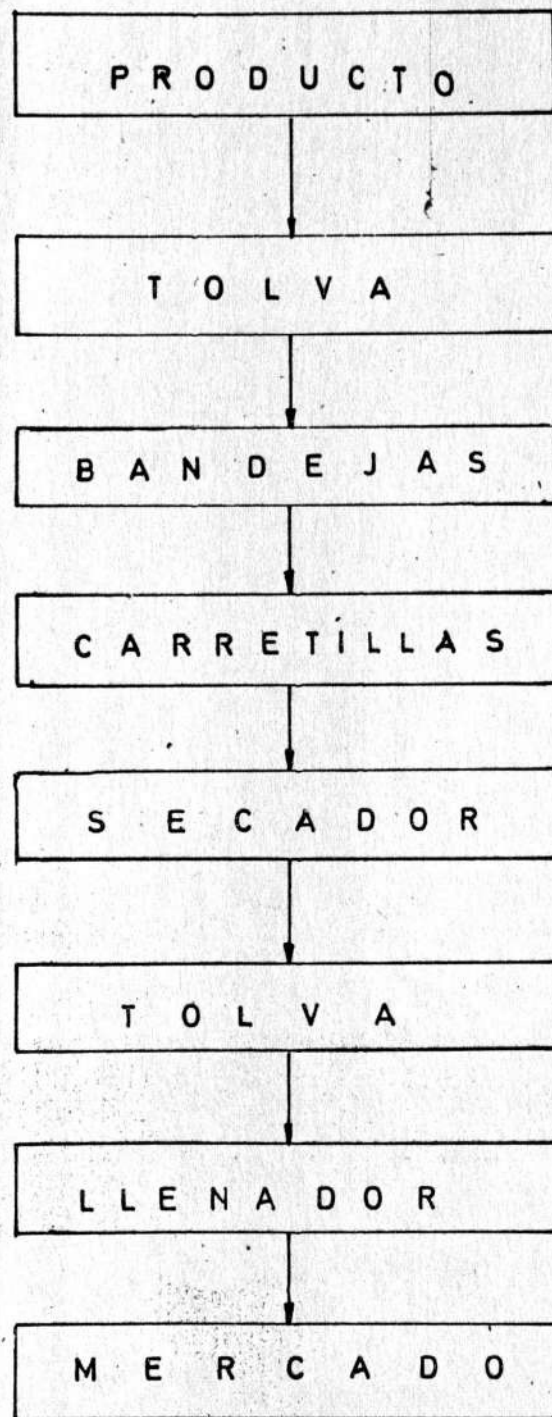 PRODUCTO
TOLVA
BANDEJAS
CARRETILLAS
SECADOR
TOLVA
LLENADOR
MERCADO